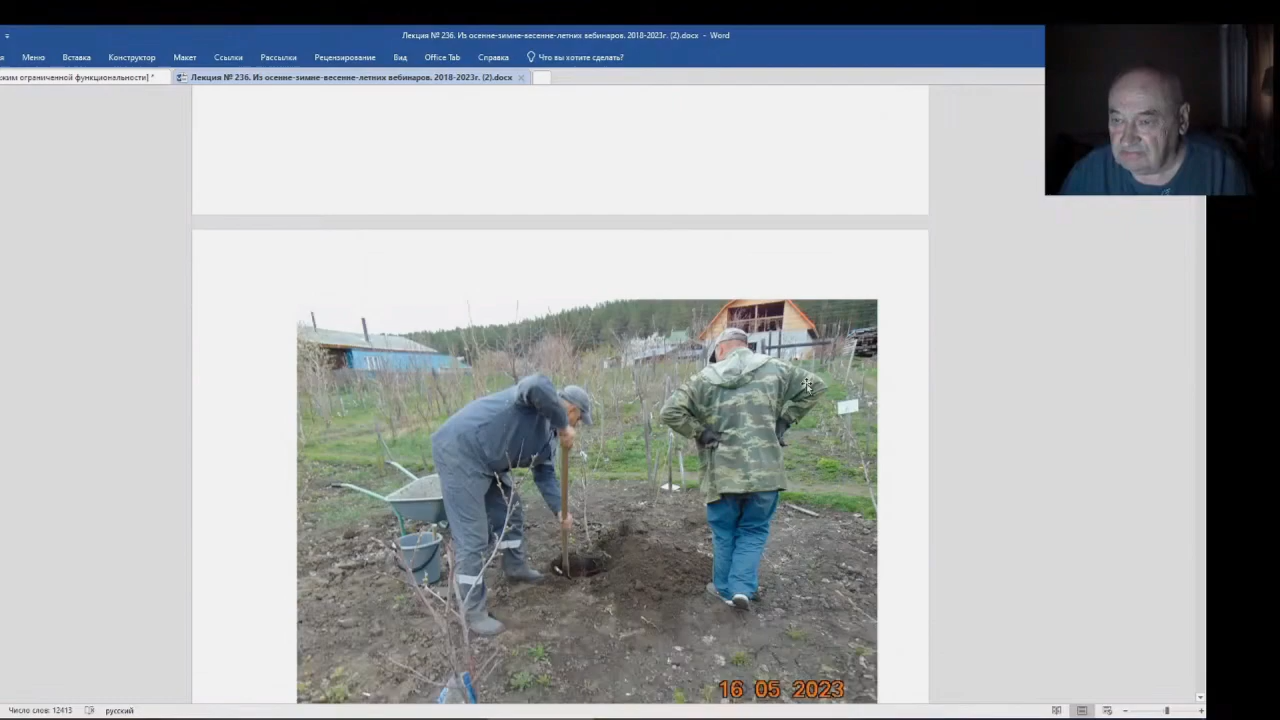 Лекция № 236. Из осенне-зимне-весенне-летних вебинаров. 2018-2023г. (2).docx - Word
Меню Вставка Конструктор Макет Ссылки Рассылки Рецензирование Вид Office Tab Справка Что вы хотите сделать?
жим ограниченной функциональности] * Лекция № 236. Из осенне-зимне-весенне-летних вебинаров. 2018-2023г. (2).docx
16 05 2023
Число слов: 12413 русский